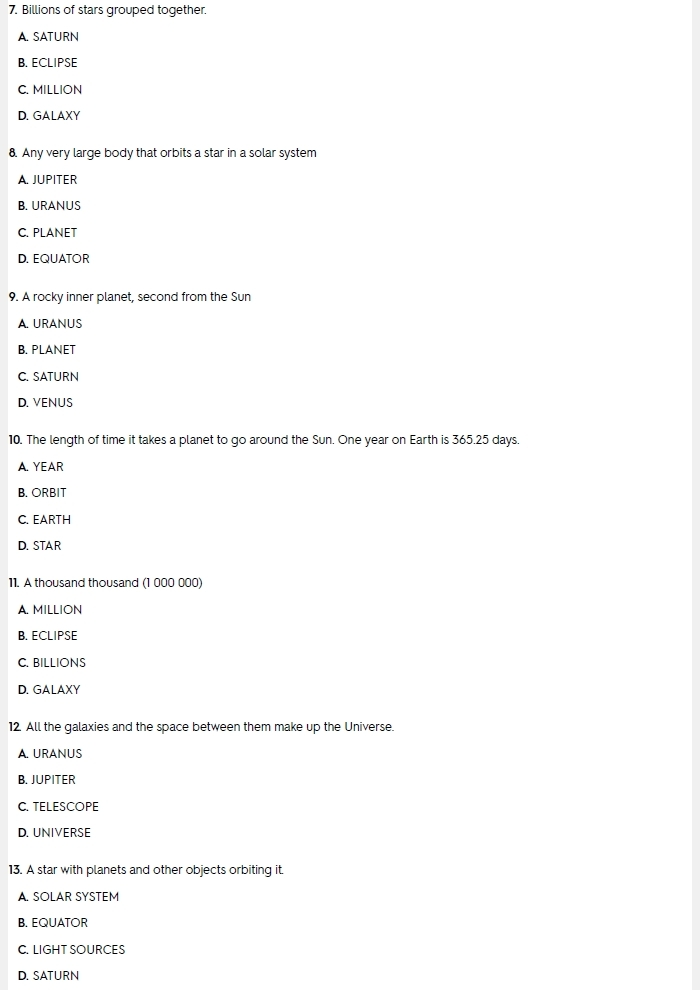 7. Billions of stars grouped together.
A. SATURN
B. ECLIPSE
C. MILLION
D. GALAXY
8. Any very large body that orbits a star in a solar system
A. JUPITER
B. URANUS
C. PLANET
D. EQUATOR
9. A rocky inner planet, second from the Sun
A. URANUS
B. PLANET
C. SATURN
D. VENUS
10. The length of time it takes a planet to go around the Sun. One year on Earth is 365.25 days.
A. YEAR
B. ORBIT
C. EARTH
D. STAR
11. A thousand thousand (1 000 000)
A. MILLION
B. ECLIPSE
C. BILLIONS
D. GALAXY
12. All the galaxies and the space between them make up the Universe.
A. URANUS
B. JUPITER
C. TELESCOPE
D. UNIVERSE
13. A star with planets and other objects orbiting it.
A. SOLAR SYSTEM
B. EQUATOR
C. LIGHT SOURCES
D. SATURN